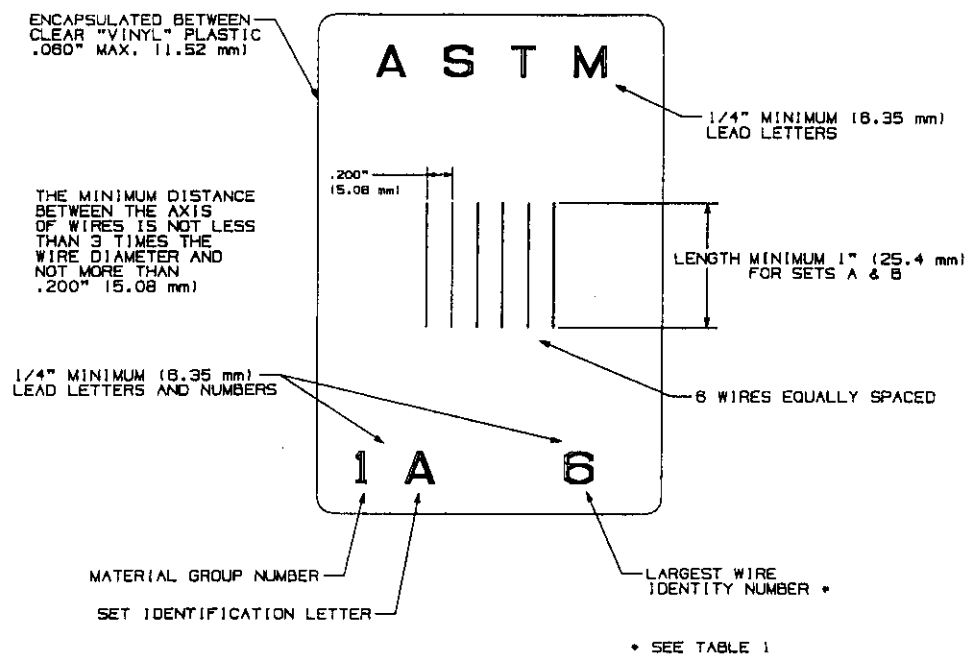 ENCAPSULATED BETWEEN
CLEAR "VINYL" PLASTIC
.060" MAX. (1.52 mm)
A S T M
1/4" MINIMUM (6.35 mm)
LEAD LETTERS
.200"
(5.08 mm)
THE MINIMUM DISTANCE
BETWEEN THE AXIS
OF WIRES IS NOT LESS
THAN 3 TIMES THE
WIRE DIAMETER AND
NOT MORE THAN
.200" (5.08 mm)
LENGTH MINIMUM 1" (25.4 mm)
FOR SETS A & B
1/4" MINIMUM (6.35 mm)
LEAD LETTERS AND NUMBERS
6 WIRES EQUALLY SPACED
1 A 6
MATERIAL GROUP NUMBER
SET IDENTIFICATION LETTER
LARGEST WIRE
IDENTITY NUMBER *
* SEE TABLE 1